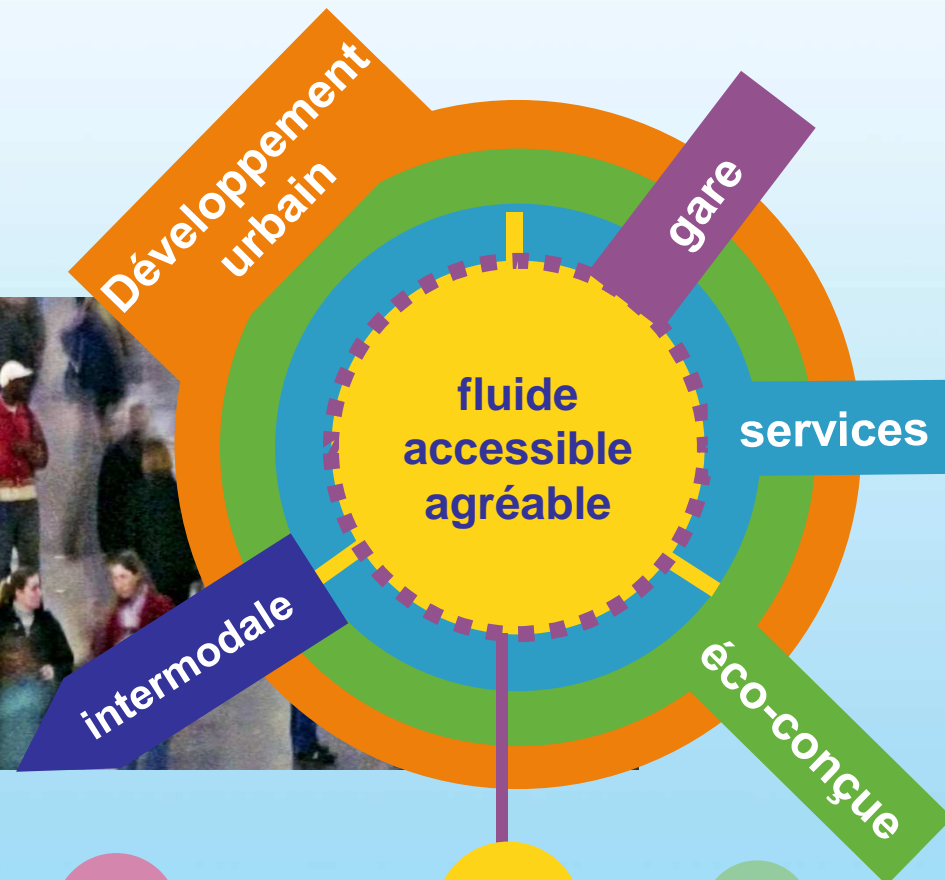 Développement
urbain
gare
fluide
accessible
agréable
services
intermodale
éco-conçue